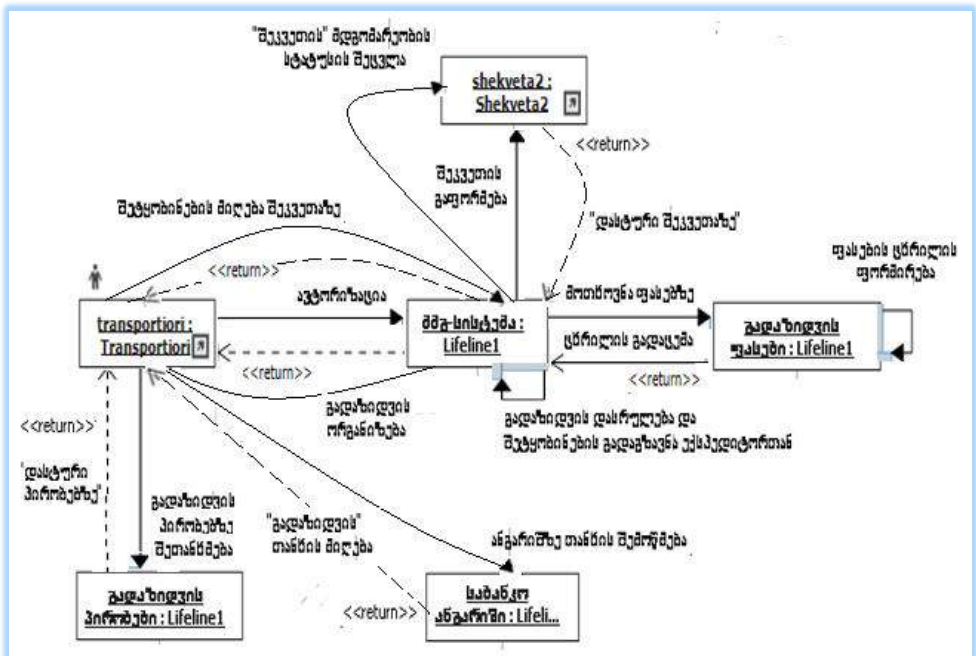 "შეკვეთის" მდგომარეობის
სტატუსის შეცვლა
shekveta2 :
Shekveta2
<<return>>
შეკვეთის
გაფორმება
შეტყობინების მიღება შეკვეთაზე
"დასტური შეკვეთაზე"
ფასების ცხრილის
ფორმირება
<<return>>
ავტორიზაცია
მოთხოვნა ფასებზე
transportiori :
Transportiori
მმგ-სისტემა :
Lifeline1
გადაზიდვის
ფასები : Lifeline1
ცხრილის გადაცემა
<<return>>
<<return>>
გადაზიდვის
ორგანიზება
გადაზიდვის დასრულება და
შეტყობინების გადაგზავნა ექსპედიტორთან
<<return>>
"დასტური
პირობებზე"
გადაზიდვის
პირობებზე
შეთანხმება
"გადაზიდვის"
თანხის მიღება
ანგარიშზე თანხის შემოწმება
გადაზიდვის
პირობები : Lifeline1
<<return>>
საბანკო
ანგარიში : Lifeli...